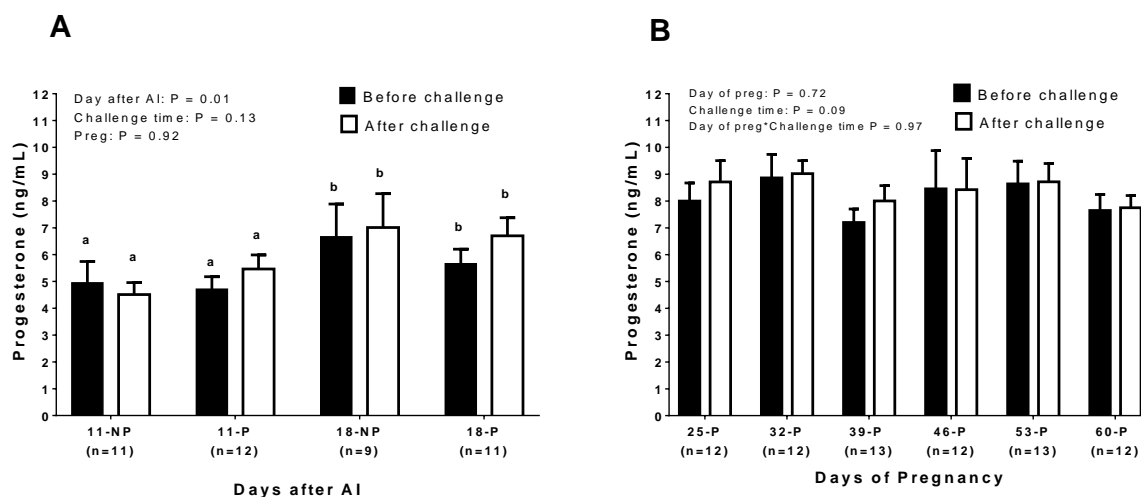 A
Day after AI: P = 0.01
Challenge time: P = 0.13
Preg: P = 0.92
Before challenge
After challenge
Progesterone (ng/mL)
12
11
10
9
8
7
6
5
4
3
2
1
0
a
a
a
a
b
b
b
b
11-NP
(n=11)
11-P
(n=12)
18-NP
(n=9)
18-P
(n=11)
Days after AI
B
Day of preg: P = 0.72
Challenge time: P = 0.09
Day of preg*Challenge time P = 0.97
Before challenge
After challenge
Progesterone (ng/mL)
12
11
10
9
8
7
6
5
4
3
2
1
0
25-P
(n=12)
32-P
(n=12)
39-P
(n=13)
46-P
(n=12)
53-P
(n=13)
60-P
(n=12)
Days of Pregnancy